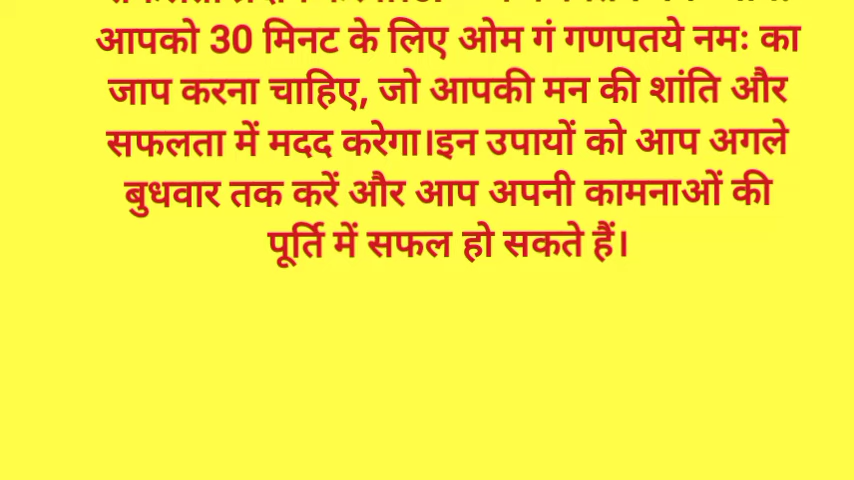 आपको 30 मिनट के लिए ओम गं गणपतये नमः का
जाप करना चाहिए, जो आपकी मन की शांति और
सफलता में मदद करेगा।इन उपायों को आप अगले
बुधवार तक करें और आप अपनी कामनाओं की
पूर्ति में सफल हो सकते हैं।